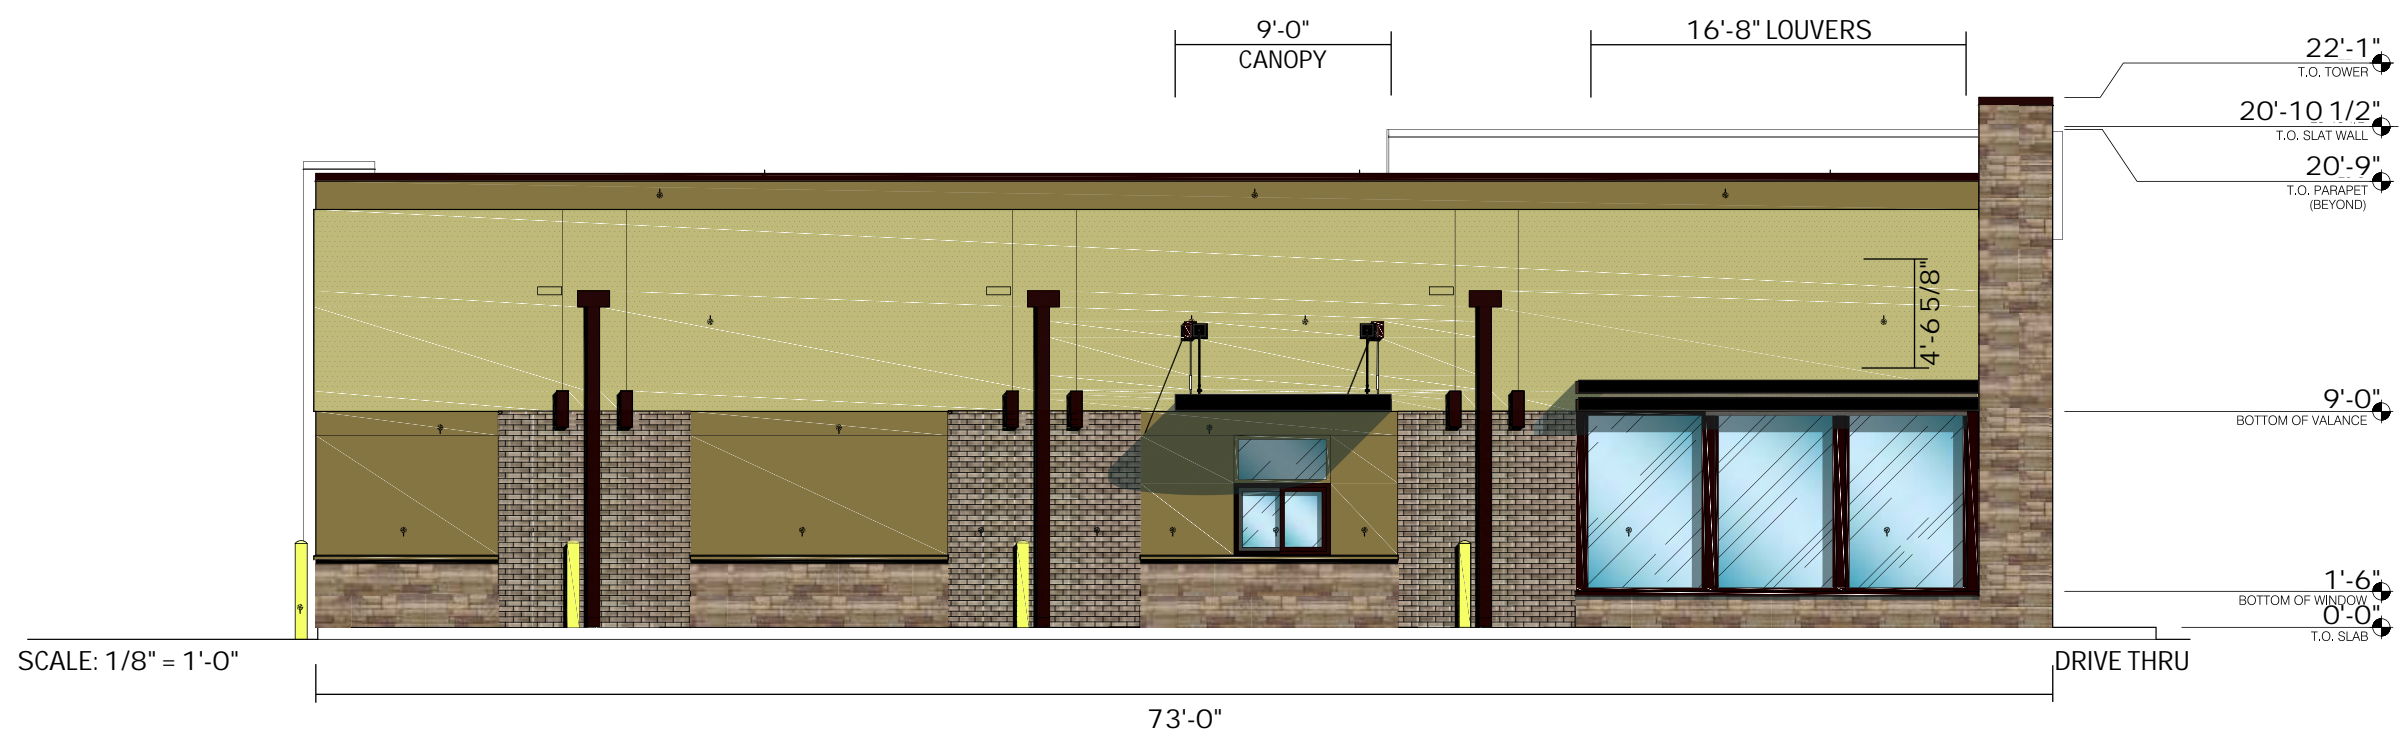 9'-0"
CANOPY
16'-8" LOUVERS
22'-1"
T.O. TOWER
20'-10 1/2"
T.O. SLAT WALL
20'-9"
T.O. PARAPET
(BEYOND)
4'-6 5/8"
9'-0"
BOTTOM OF VALANCE
1'-6"
BOTTOM OF WINDOW
0'-0"
T.O. SLAB
SCALE: 1/8" = 1'-0"
DRIVE THRU
73'-0"